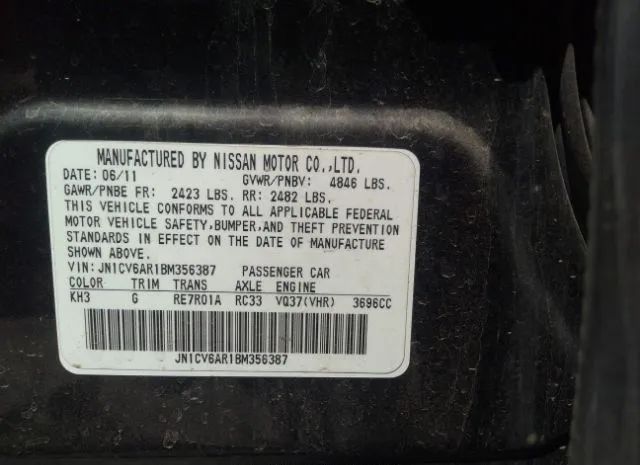 MANUFACTURED BY NISSAN MOTOR CO.,LTD.
DATE: 06/11 GVWR/PNBV: 4846 LBS.
GAWR/PNBE FR: 2423 LBS. RR: 2482 LBS.
THIS VEHICLE CONFORMS TO ALL APPLICABLE FEDERAL
MOTOR VEHICLE SAFETY,BUMPER,AND THEFT PREVENTION
STANDARDS IN EFFECT ON THE DATE OF MANUFACTURE
SHOWN ABOVE.
VIN: JN1CV6AR1BM356387 PASSENGER CAR
COLOR TRIM TRANS AXLE ENGINE
KH3 G RE7R01A RC33 VQ37(VHR) 3696CC
JN1CV6AR1BM356387